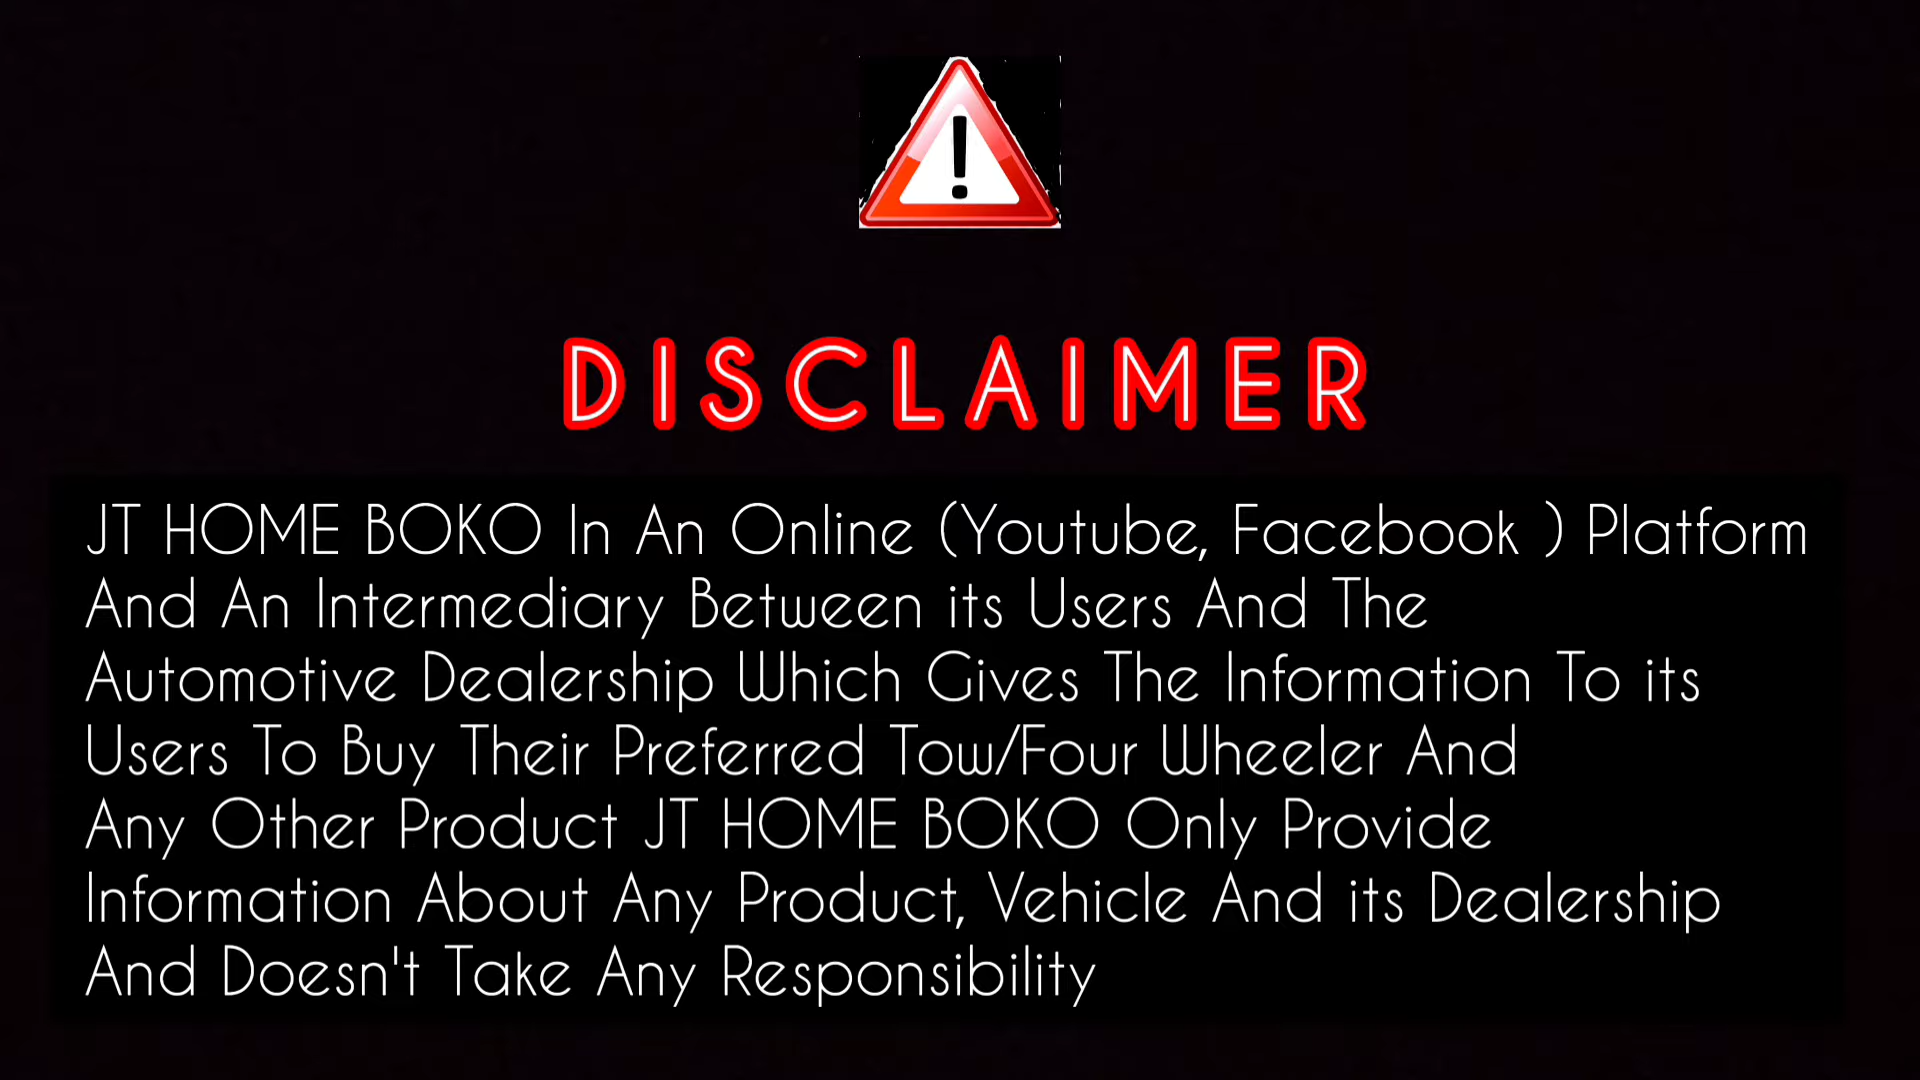 DISCLAIMER
JT HOME BOKO In An Online (Youtube, Facebook ) Platform
And An Intermediary Between its Users And The
Automotive Dealership Which Gives The Information To its
Users To Buy Their Preferred Tow/Four Wheeler And
Any Other Product JT HOME BOKO Only Provide
Information About Any Product, Vehicle And its Dealership
And Doesn't Take Any Responsibility